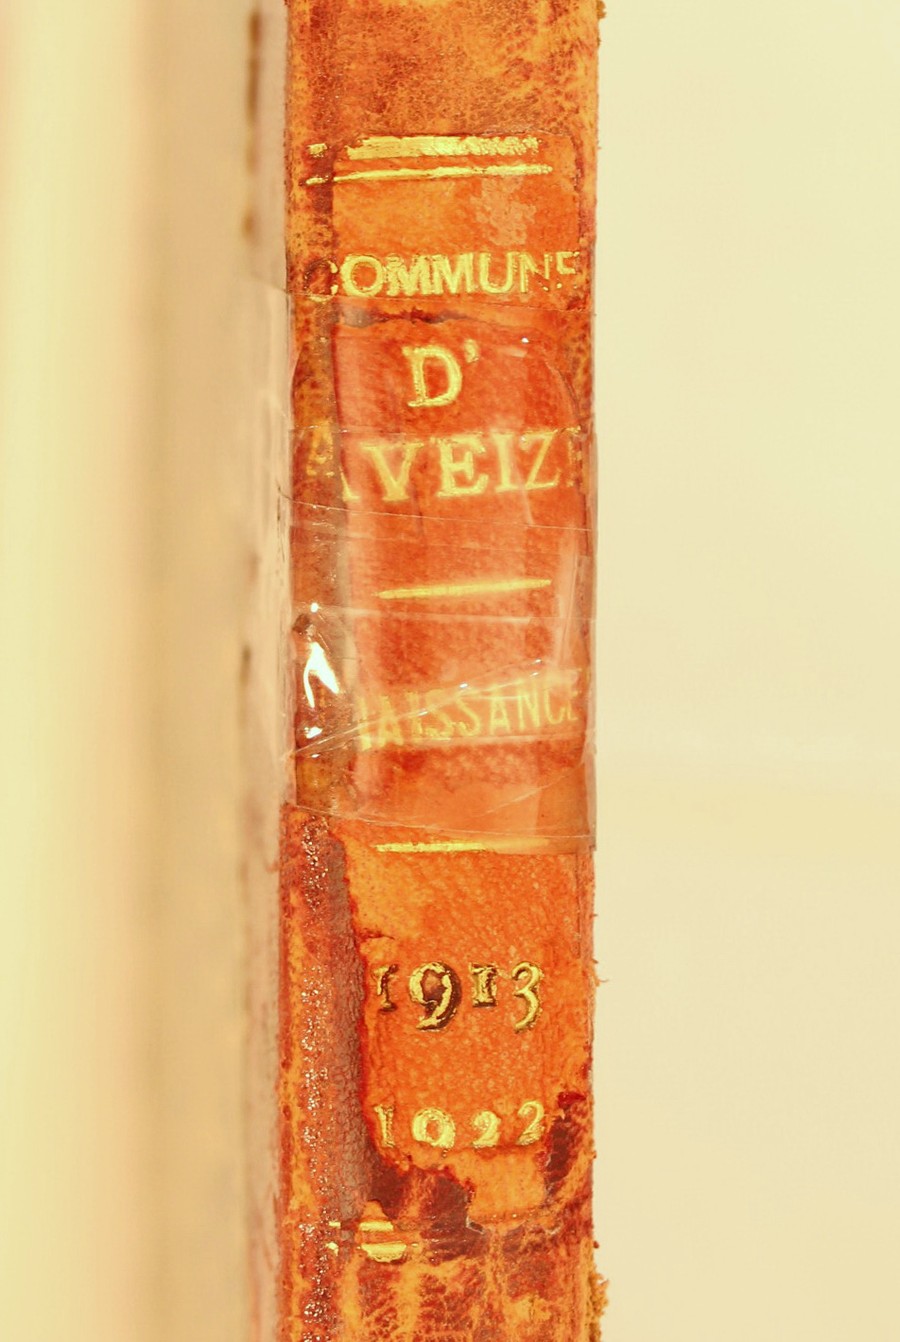 COMMUNE
D'
AVEIZE
NAISSANCE
1913
1922